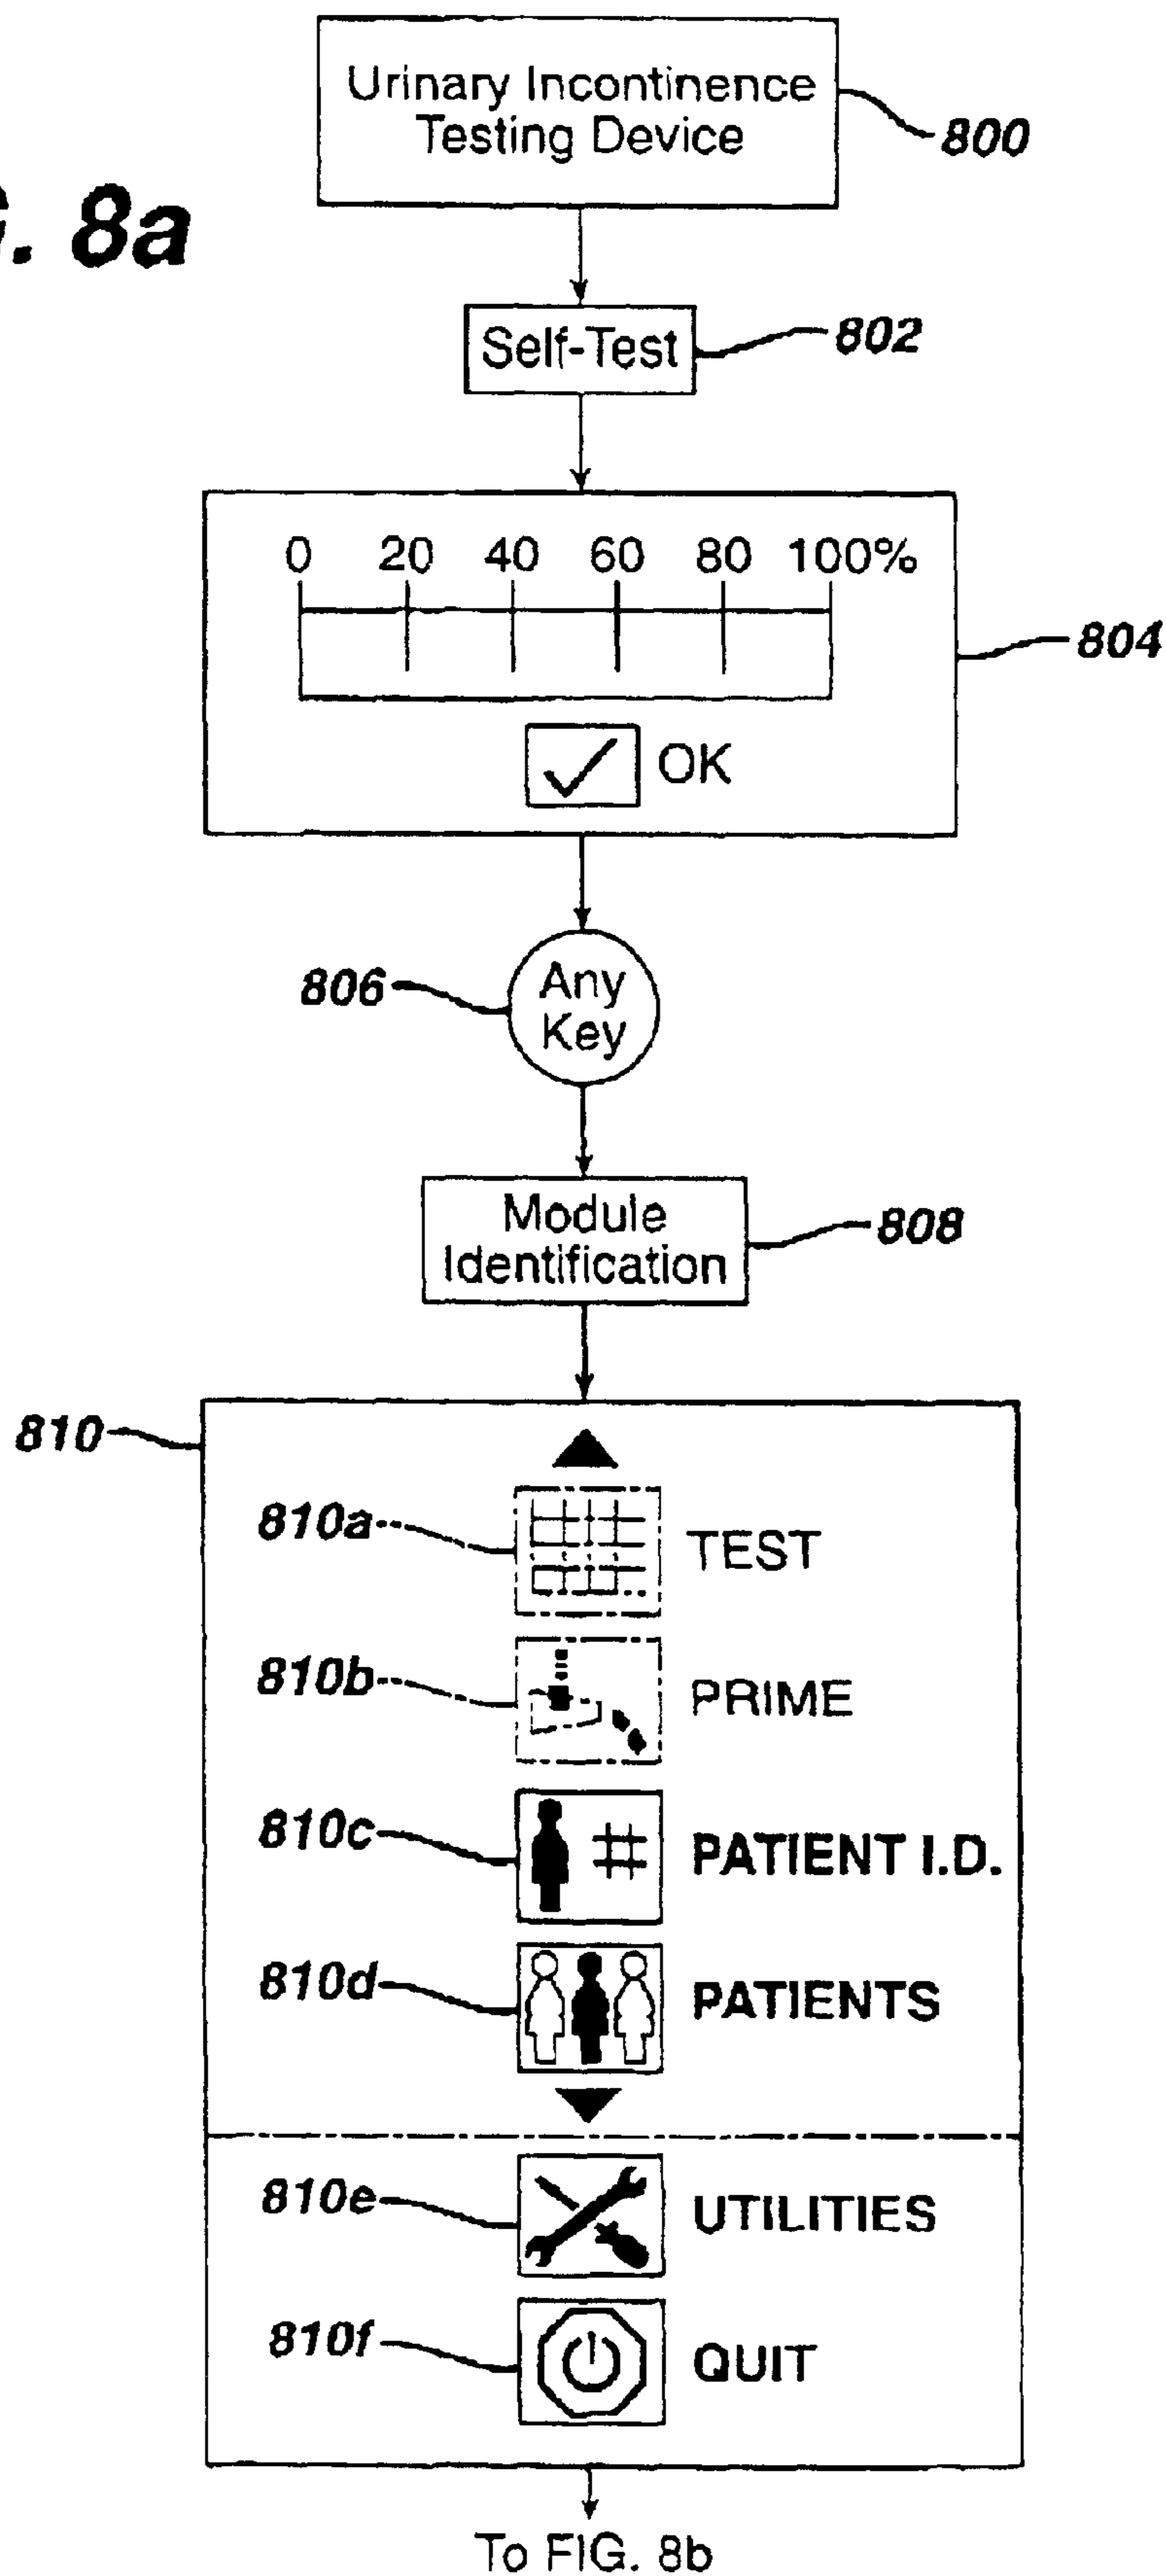 Urinary Incontinence
Testing Device
800
. 8a
Self-Test
802
0 20 40 60 80 100%
804
OK
806
Any
Key
Module
Identification
808
810
810a
TEST
810b
PRIME
810c
#
PATIENT I.D.
810d
PATIENTS
810e
UTILITIES
810f
QUIT
To FIG. 8b